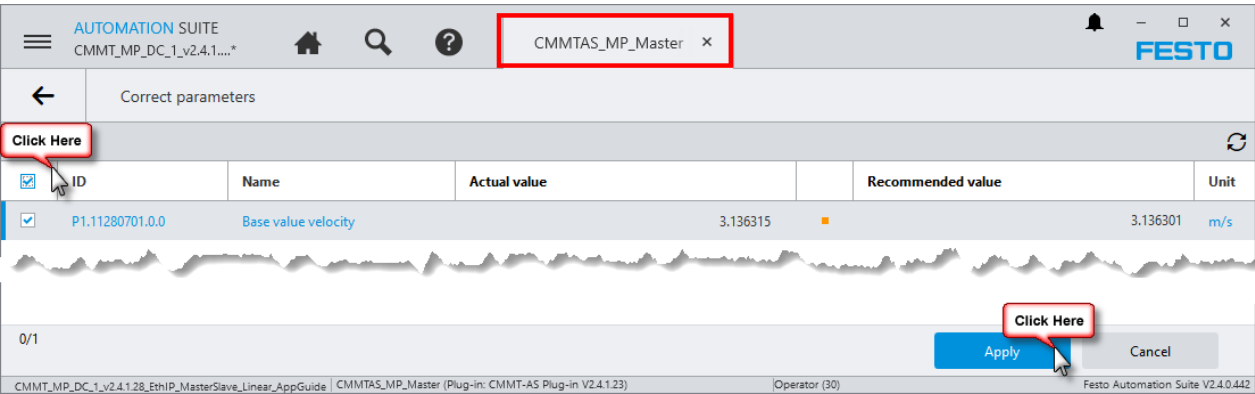 AUTOMATION SUITE
CMMT_MP_DC_1_v2.4.1....*
CMMTAS_MP_Master ×
FESTO
Correct parameters
Click Here
ID Name Actual value Recommended value Unit
P1.11280701.0.0 Base value velocity 3.136315 3.136301 m/s
Click Here
0/1
Apply Cancel
CMMT_MP_DC_1_v2.4.1.28_EthIP_MasterSlave_Linear_AppGuide CMMTAS_MP_Master (Plug-in: CMMT-AS Plug-in V2.4.1.23) Operator (30) Festo Automation Suite V2.4.0.442